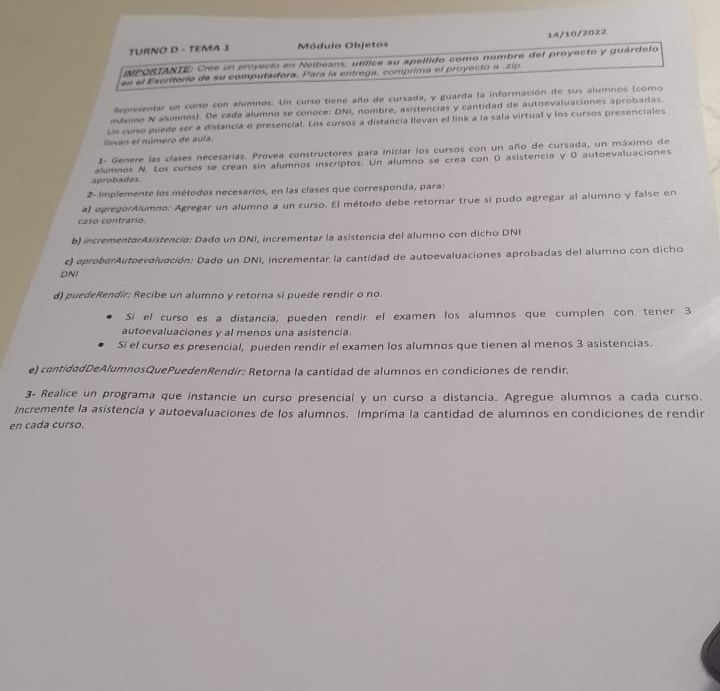 14/10/2022
TURNO D - TEMA 1 Módulo Objetos
IMPORTANTE: Cree un proyecto en Netbeans, utilice su apellido como nombre del proyecto y guárdelo
en el Escritorio de su computadora. Para la entrega, comprima el proyecto a .zip
Representar un curso con alumnos. Un curso tiene año de cursada, y guarda la información de sus alumnos (como
máximo N alumnos). De cada alumno se conoce: DNI, nombre, asistencias y cantidad de autoevaluaciones aprobadas.
Un curso puede ser a distancia o presencial. Los cursos a distancia llevan el link a la sala virtual y los cursos presenciales
llevan el número de aula.
1- Genere las clases necesarias. Provea constructores para iniciar los cursos con un año de cursada, un máximo de
alumnos N. Los cursos se crean sin alumnos inscriptos. Un alumno se crea con 0 asistencia y 0 autoevaluaciones
aprobadas.
2- Implemente los métodos necesarios, en las clases que corresponda, para:
a) agregarAlumno: Agregar un alumno a un curso. El método debe retornar true si pudo agregar al alumno y false en
caso contrario.
b) incrementarAsistencia: Dado un DNI, incrementar la asistencia del alumno con dicho DNI
c) aprobarAutoevaluación: Dado un DNI, incrementar la cantidad de autoevaluaciones aprobadas del alumno con dicho
DNI
d) puedeRendir: Recibe un alumno y retorna si puede rendir o no.
• Si el curso es a distancia, pueden rendir el examen los alumnos que cumplen con tener 3
autoevaluaciones y al menos una asistencia.
• Si el curso es presencial, pueden rendir el examen los alumnos que tienen al menos 3 asistencias.
e) cantidadDeAlumnosQuePuedenRendir: Retorna la cantidad de alumnos en condiciones de rendir.
3- Realice un programa que instancie un curso presencial y un curso a distancia. Agregue alumnos a cada curso.
Incremente la asistencia y autoevaluaciones de los alumnos. Imprima la cantidad de alumnos en condiciones de rendir
en cada curso.